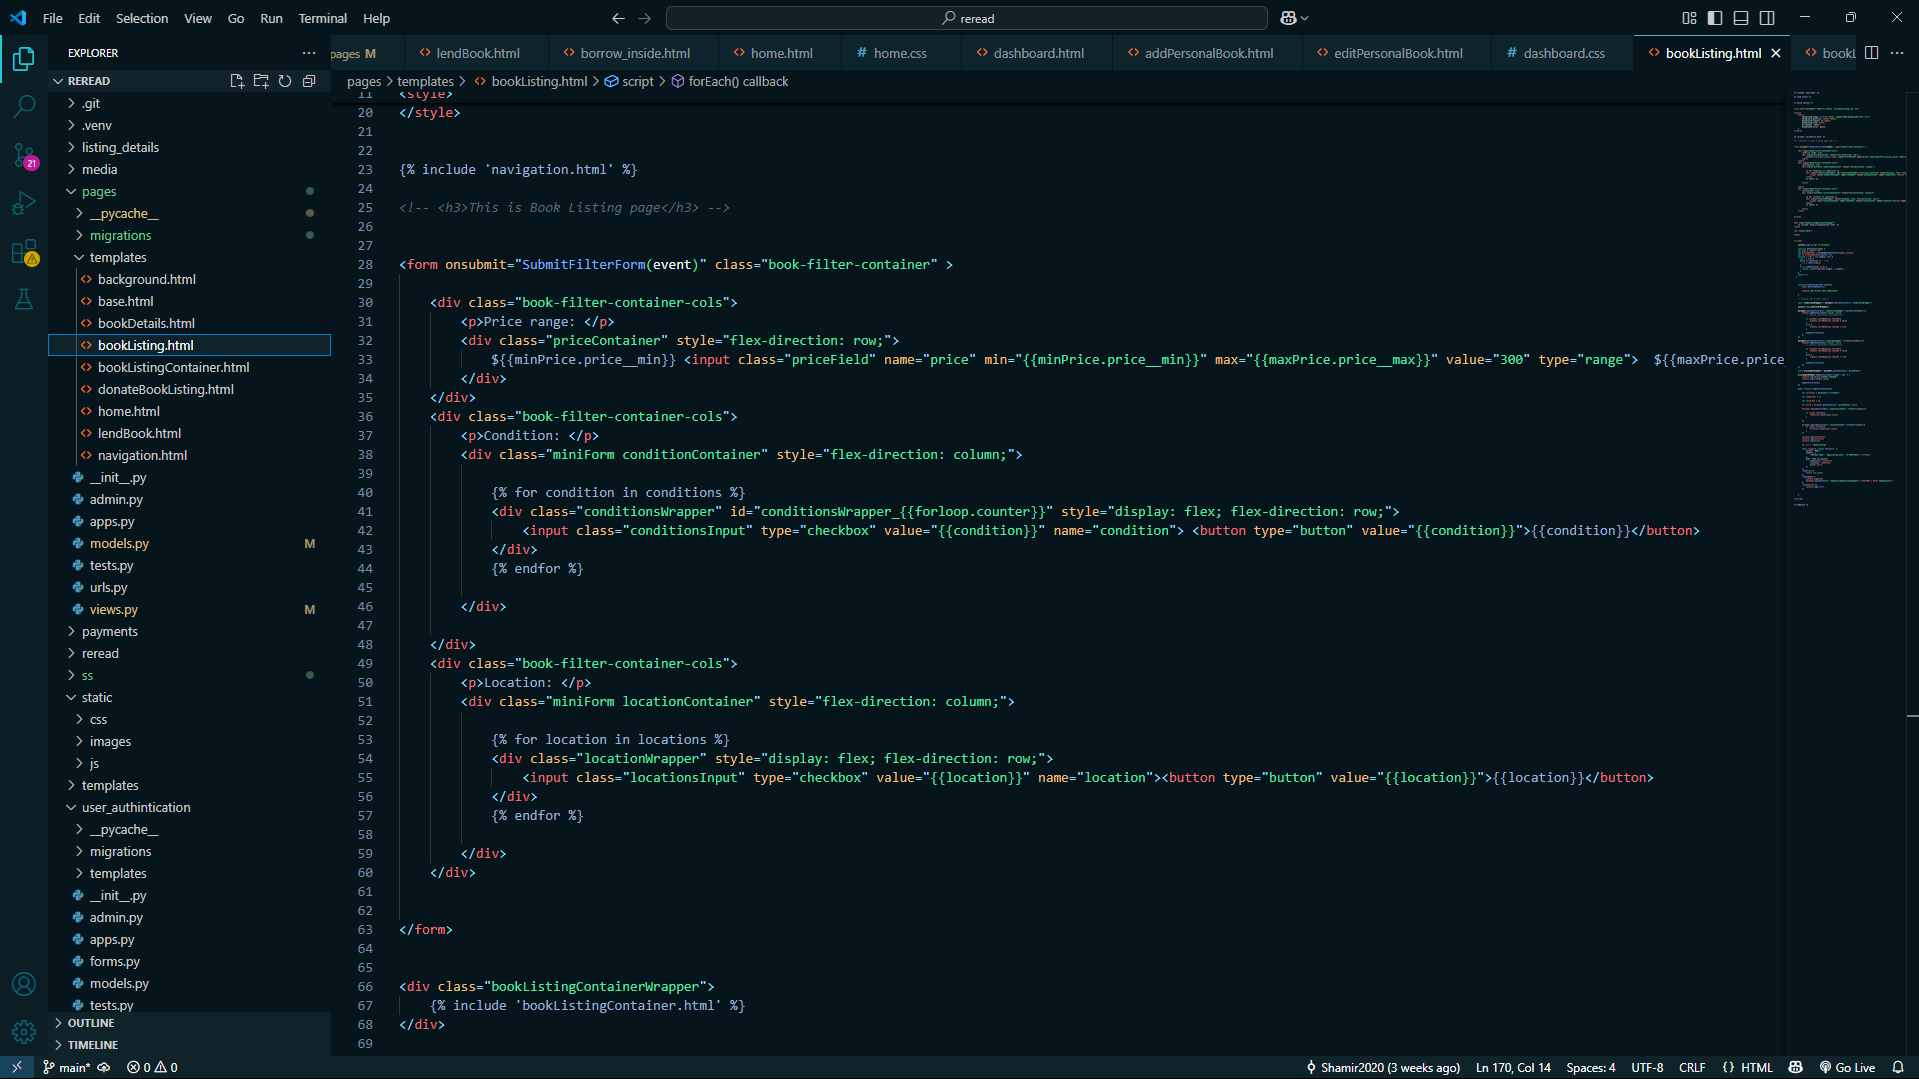 File Edit Selection View Go Run Terminal Help
reread
EXPLORER
pages M
lendBook.html
borrow_inside.html
home.html
# home.css
dashboard.html
addPersonalBook.html
editPersonalBook.html
# dashboard.css
bookListing.html
bookL
REREAD
pages > templates > bookListing.html > script > forEach() callback
.git
.venv
listing_details
media
pages
__pycache__
migrations
templates
background.html
base.html
bookDetails.html
bookListing.html
bookListingContainer.html
donateBookListing.html
home.html
lendBook.html
navigation.html
__init__.py
admin.py
apps.py
models.py M
tests.py
urls.py
views.py M
payments
reread
ss
static
css
images
js
templates
user_authintication
__pycache__
migrations
templates
__init__.py
admin.py
apps.py
forms.py
models.py
tests.py
OUTLINE
TIMELINE
21
11 <style>
20 </style>
21
22
23 {% include 'navigation.html' %}
24
25 <!-- <h3>This is Book Listing page</h3> -->
26
27
28 <form onsubmit="SubmitFilterForm(event)" class="book-filter-container" >
29
30 <div class="book-filter-container-cols">
31 <p>Price range: </p>
32 <div class="priceContainer" style="flex-direction: row;">
33 ${{minPrice.price__min}} <input class="priceField" name="price" min="{{minPrice.price__min}}" max="{{maxPrice.price__max}}" value="300" type="range">  ${{maxPrice.price_
34 </div>
35 </div>
36 <div class="book-filter-container-cols">
37 <p>Condition: </p>
38 <div class="miniForm conditionContainer" style="flex-direction: column;">
39
40 {% for condition in conditions %}
41 <div class="conditionsWrapper" id="conditionsWrapper_{{forloop.counter}}" style="display: flex; flex-direction: row;">
42 <input class="conditionsInput" type="checkbox" value="{{condition}}" name="condition"> <button type="button" value="{{condition}}">{{condition}}</button>
43 </div>
44 {% endfor %}
45
46 </div>
47
48 </div>
49 <div class="book-filter-container-cols">
50 <p>Location: </p>
51 <div class="miniForm locationContainer" style="flex-direction: column;">
52
53 {% for location in locations %}
54 <div class="locationWrapper" style="display: flex; flex-direction: row;">
55 <input class="locationsInput" type="checkbox" value="{{location}}" name="location"><button type="button" value="{{location}}">{{location}}</button>
56 </div>
57 {% endfor %}
58
59 </div>
60 </div>
61
62
63 </form>
64
65
66 <div class="bookListingContainerWrapper">
67 {% include 'bookListingContainer.html' %}
68 </div>
69
main* 0 0 Shamir2020 (3 weeks ago) Ln 170, Col 14 Spaces: 4 UTF-8 CRLF {} HTML Go Live